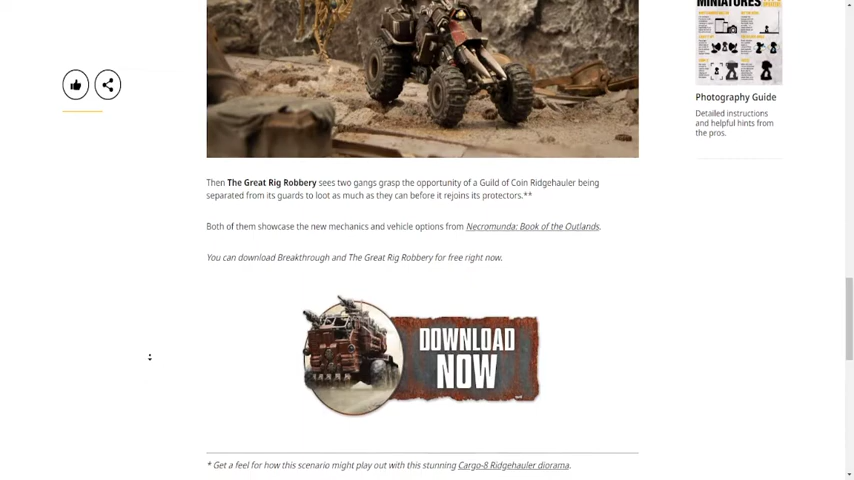 MINIATURES
Photography Guide
Detailed instructions
and helpful hints from
the pros.
Then The Great Rig Robbery sees two gangs grasp the opportunity of a Guild of Coin Ridgehauler being
separated from its guards to loot as much as they can before it rejoins its protectors.**
Both of them showcase the new mechanics and vehicle options from Necromunda: Book of the Outlands.
You can download Breakthrough and The Great Rig Robbery for free right now.
DOWNLOAD
NOW
* Get a feel for how this scenario might play out with this stunning Cargo-8 Ridgehauler diorama.